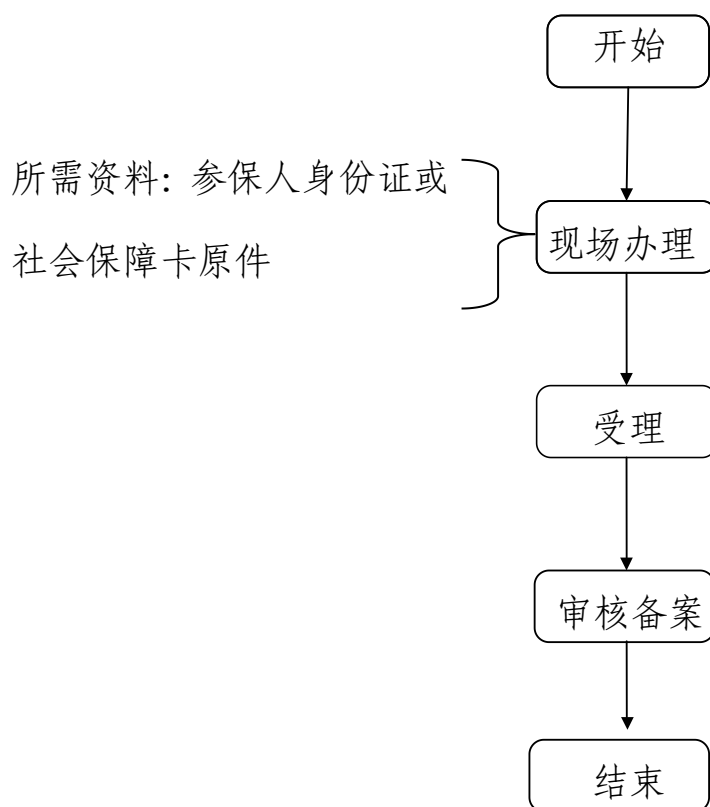 开始
所需资料: 参保人身份证或
社会保障卡原件
现场办理
受理
审核备案
结束